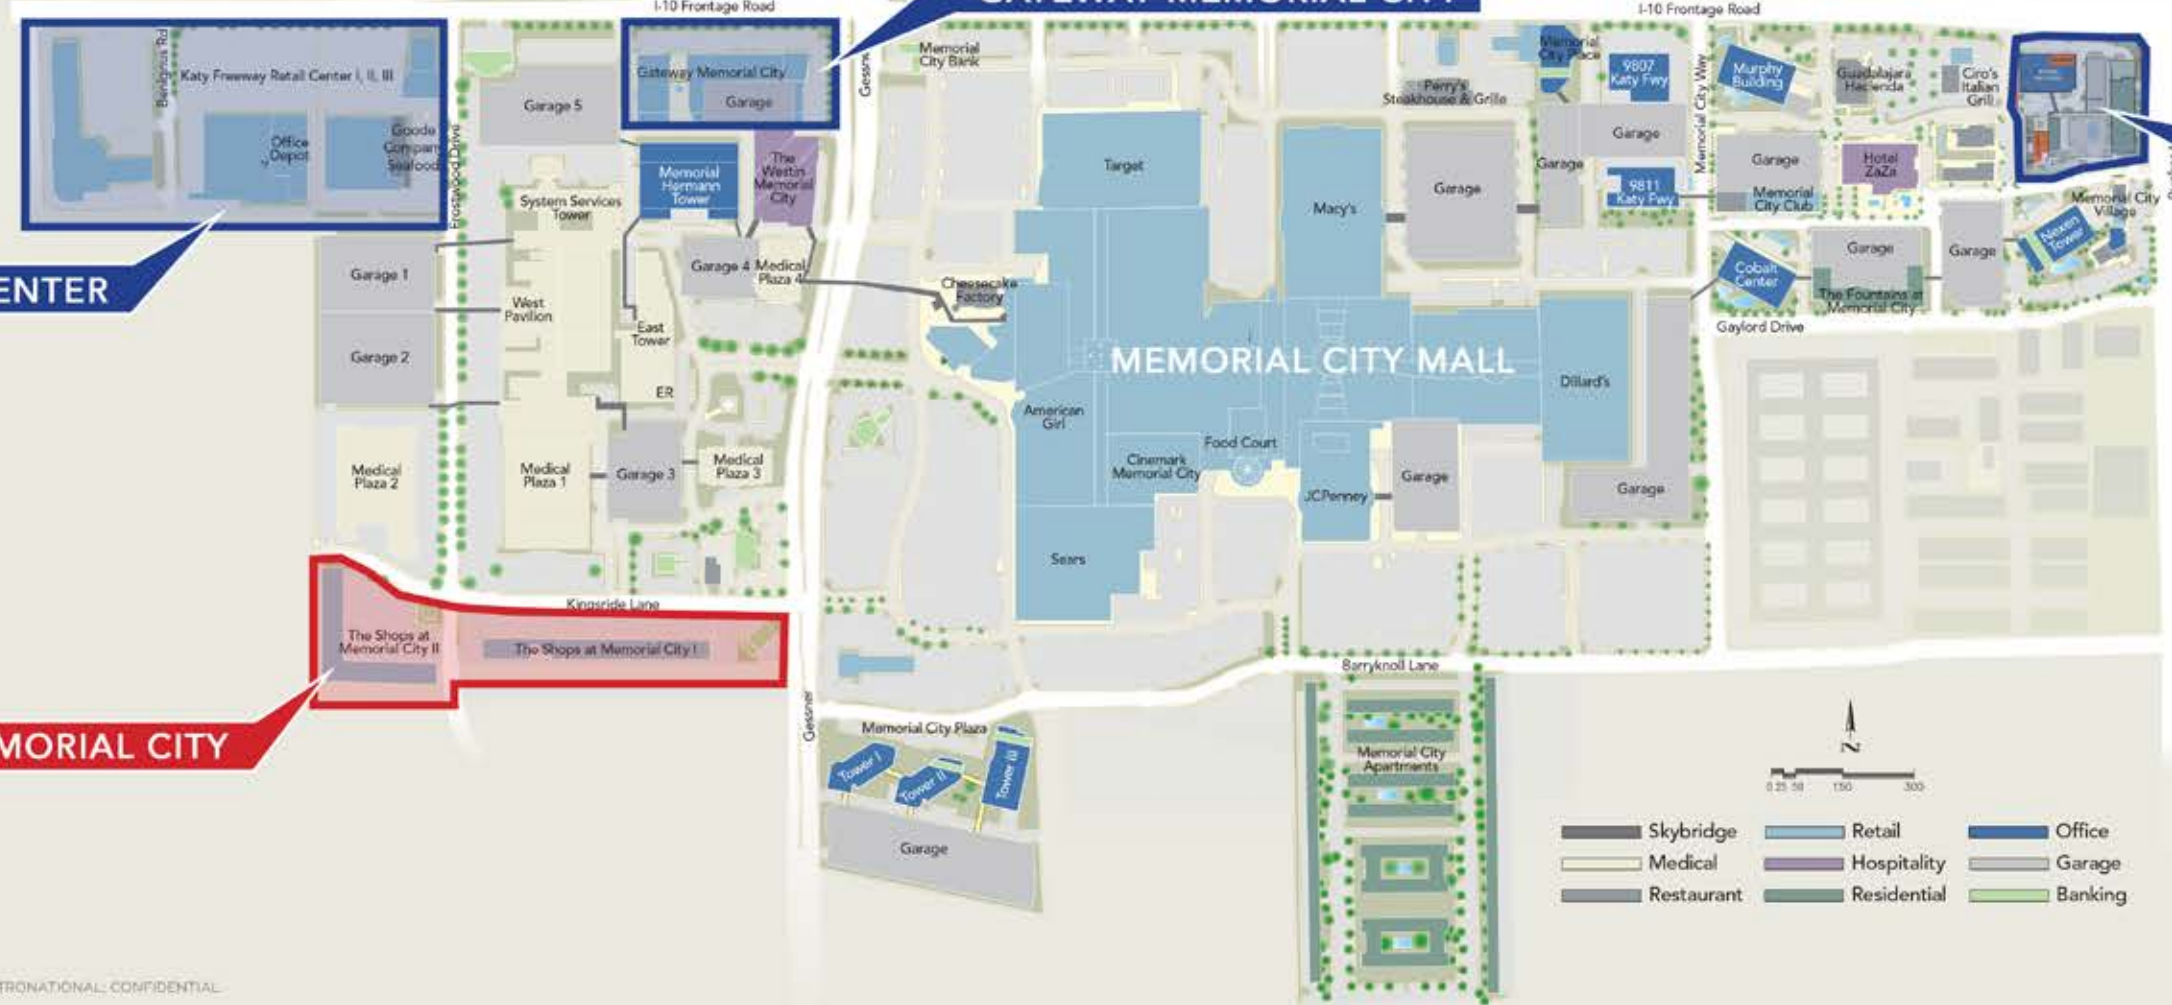 I-10 Frontage Road
GATEWAY MEMORIAL CITY
I-10 Frontage Road
Benignus Rd
Katy Freeway Retail Center I, II, III
Office
Depot
Goode
Company
Seafood
Frostwood Drive
Garage 5
Gateway Memorial City
Garage
Gessner
Memorial
City Bank
Perry's
Steakhouse & Grille
Memorial
City Place
9807
Katy Fwy
Memorial City Way
Murphy
Building
Guadalajara
Hacienda
Ciro's
Italian
Grill
Garage
Garage
9811
Katy Fwy
Garage
Memorial
City Club
Hotel
ZaZa
Memorial City
Village
Nexen
Tower
Memorial
Hermann
Tower
The
Westin
Memorial
City
System Services
Tower
Target
Macy's
Garage
Garage
Garage
Cobalt
Center
The Fountains at
Memorial City
Gaylord Drive
ENTER
Garage 1
Garage 2
West
Pavilion
East
Tower
ER
Garage 4
Medical
Plaza 4
Cheesecake
Factory
MEMORIAL CITY MALL
Dillard's
American
Girl
Cinemark
Memorial City
Food Court
JCPenney
Garage
Garage
Medical
Plaza 2
Medical
Plaza 1
Garage 3
Medical
Plaza 3
Sears
Kingsride Lane
The Shops at
Memorial City II
The Shops at Memorial City I
MORIAL CITY
Barryknoll Lane
Gessner
Memorial City Plaza
Tower I
Tower II
Tower III
Garage
Memorial City
Apartments
N
0 25 50 150 300
Skybridge
Retail
Office
Medical
Hospitality
Garage
Restaurant
Residential
Banking
TRONATIONAL; CONFIDENTIAL